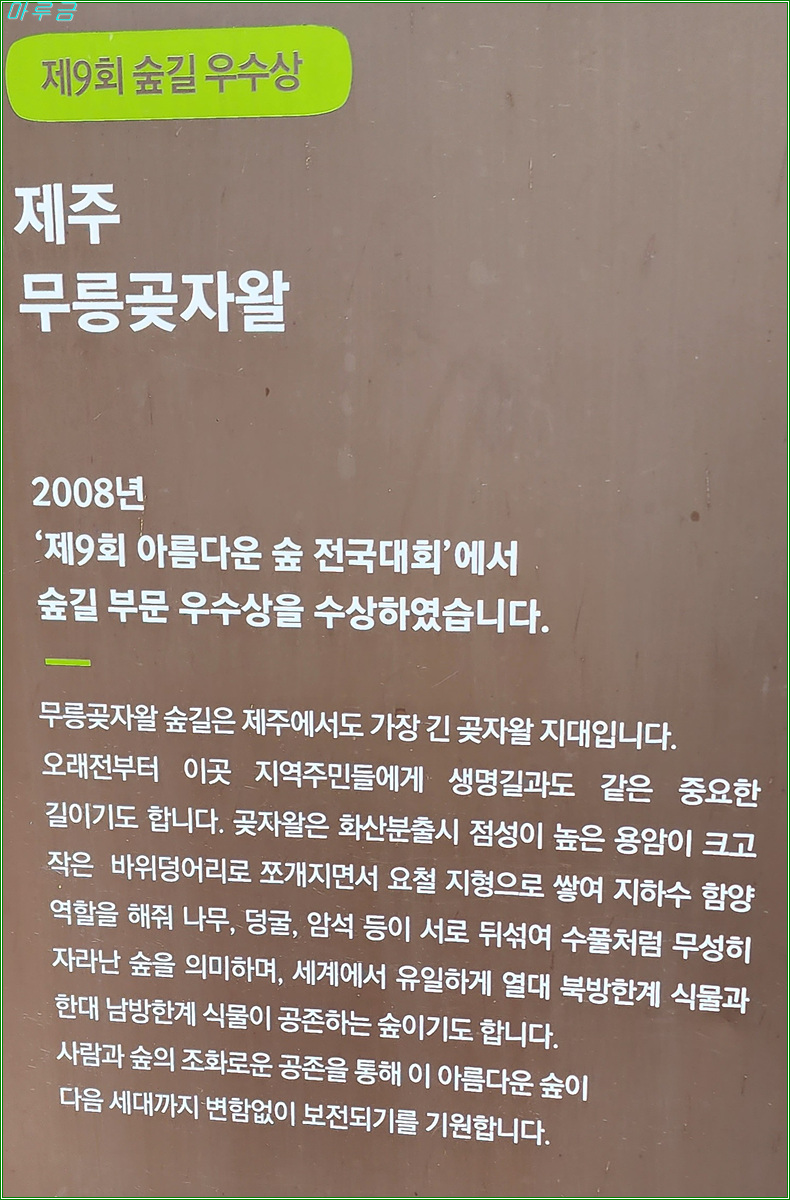 마루금
제9회 숲길 우수상
제주
무릉곶자왈
2008년
‘제9회 아름다운 숲 전국대회’에서
숲길 부문 우수상을 수상하였습니다.
무릉곶자왈 숲길은 제주에서도 가장 긴 곶자왈 지대입니다.
오래전부터 이곳 지역주민들에게 생명길과도 같은 중요한
길이기도 합니다. 곶자왈은 화산분출시 점성이 높은 용암이 크고
작은 바위덩어리로 쪼개지면서 요철 지형으로 쌓여 지하수 함양
역할을 해줘 나무, 덩굴, 암석 등이 서로 뒤섞여 수풀처럼 무성히
자라난 숲을 의미하며, 세계에서 유일하게 열대 북방한계 식물과
한대 남방한계 식물이 공존하는 숲이기도 합니다.
사람과 숲의 조화로운 공존을 통해 이 아름다운 숲이
다음 세대까지 변함없이 보전되기를 기원합니다.